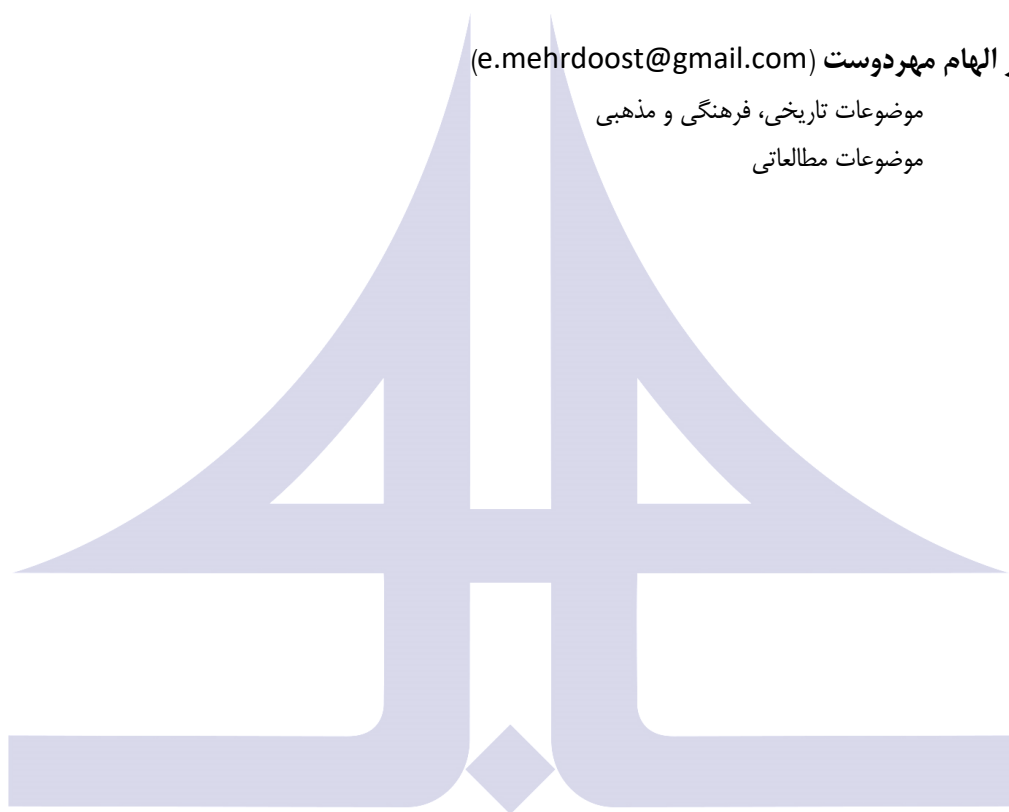 الهام مهردوست (e.mehrdoost@gmail.com)
موضوعات تاریخی، فرهنگی و مذهبی
موضوعات مطالعاتی